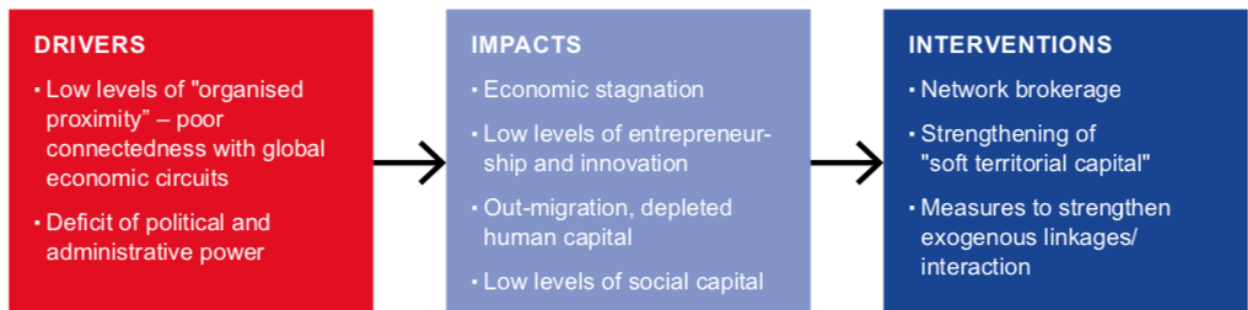 DRIVERS
▪ Low levels of "organised
proximity” – poor
connectedness with global
economic circuits
▪ Deficit of political and
administrative power
IMPACTS
▪ Economic stagnation
▪ Low levels of entrepreneur-
ship and innovation
▪ Out-migration, depleted
human capital
▪ Low levels of social capital
INTERVENTIONS
▪ Network brokerage
▪ Strengthening of
"soft territorial capital"
▪ Measures to strengthen
exogenous linkages/
interaction